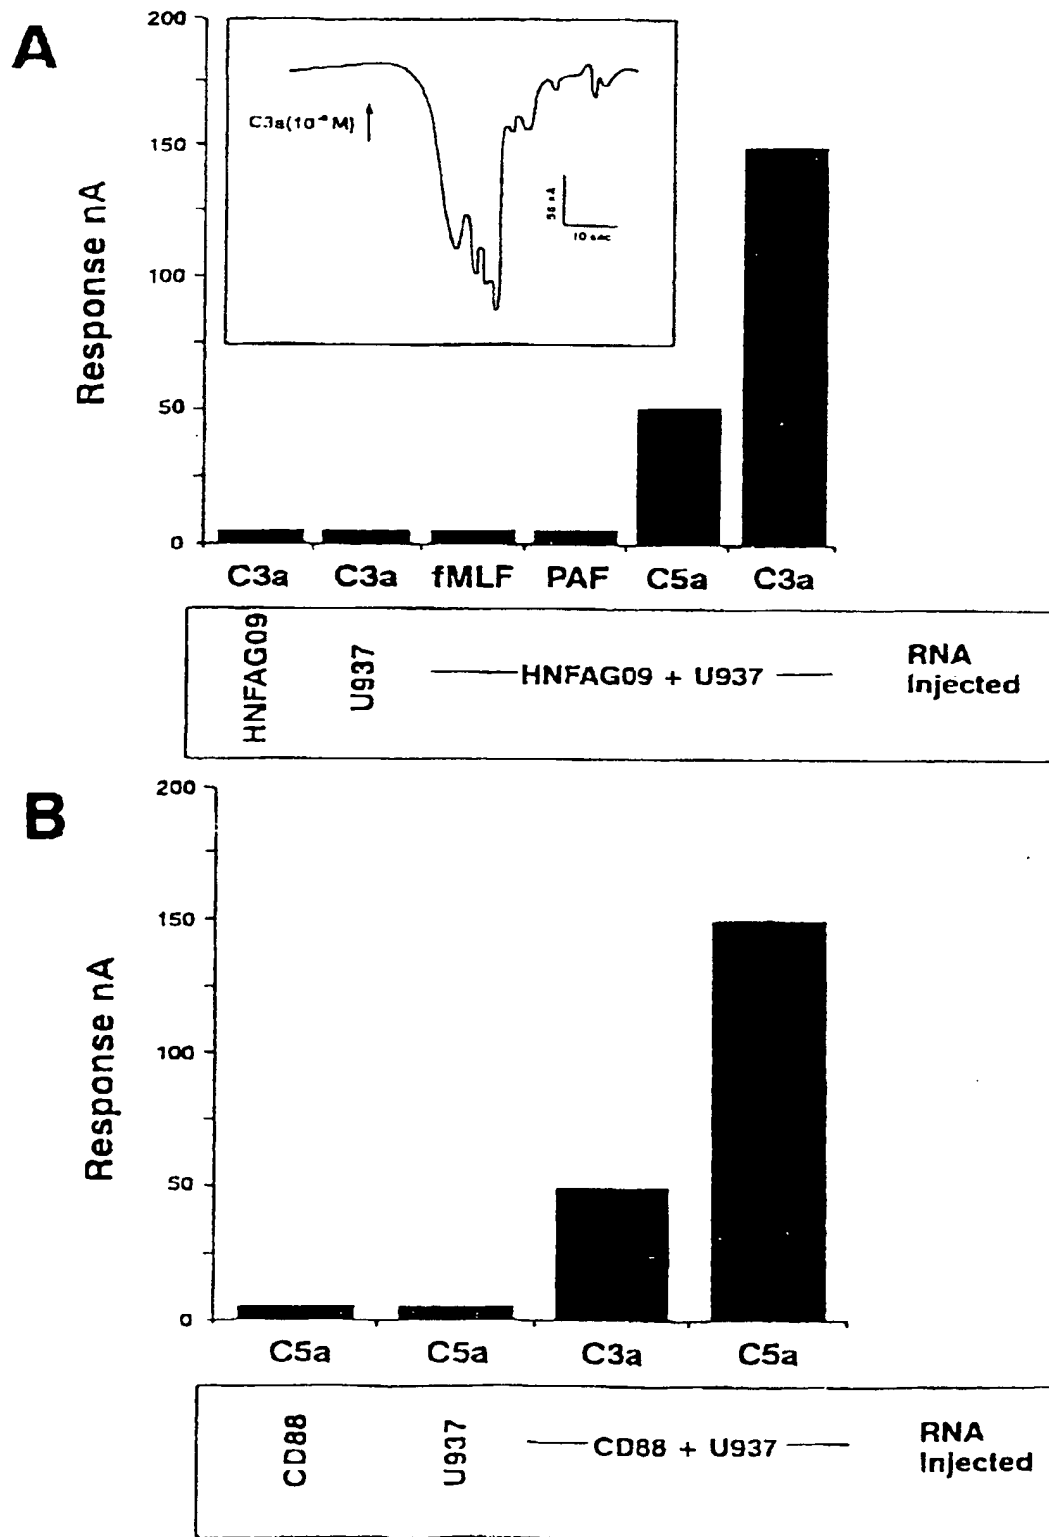 A
200
150
100
50
0
Response nA
C3a(10 M)
10 sec
C3a C3a fMLF PAF C5a C3a
HNFAG09
U937
HNFAG09 + U937
RNA
Injected
B
200
150
100
50
0
Response nA
C5a C5a C3a C5a
CD88
U937
CD88 + U937
RNA
Injected